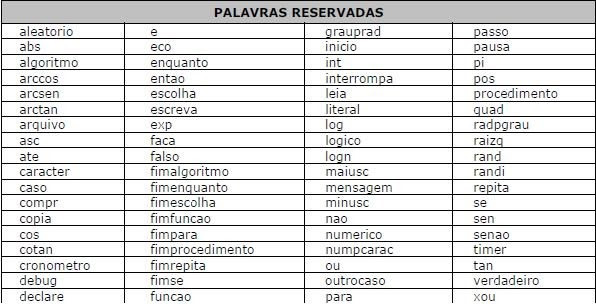 PALAVRAS RESERVADAS
aleatorio e grauprad passo
abs eco inicio pausa
algoritmo enquanto int pi
arccos entao interrompa pos
arcsen escolha leia procedimento
arctan escreva literal quad
arquivo exp log radpgrau
asc faca logico raizq
ate falso logn rand
caracter fimalgoritmo maiusc randi
caso fimenquanto mensagem repita
compr fimescolha minusc se
copia fimfuncao nao sen
cos fimpara numerico senao
cotan fimprocedimento numpcarac timer
cronometro fimrepita ou tan
debug fimse outrocaso verdadeiro
declare funcao para xou